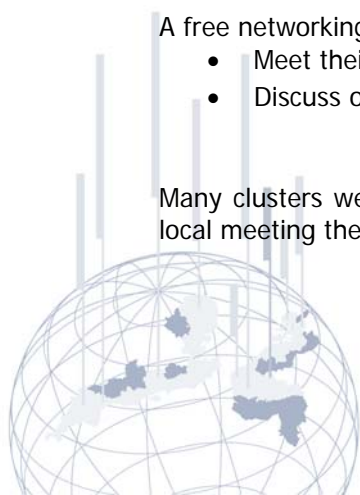 A free networking
• Meet thei
• Discuss o
Many clusters we
local meeting the